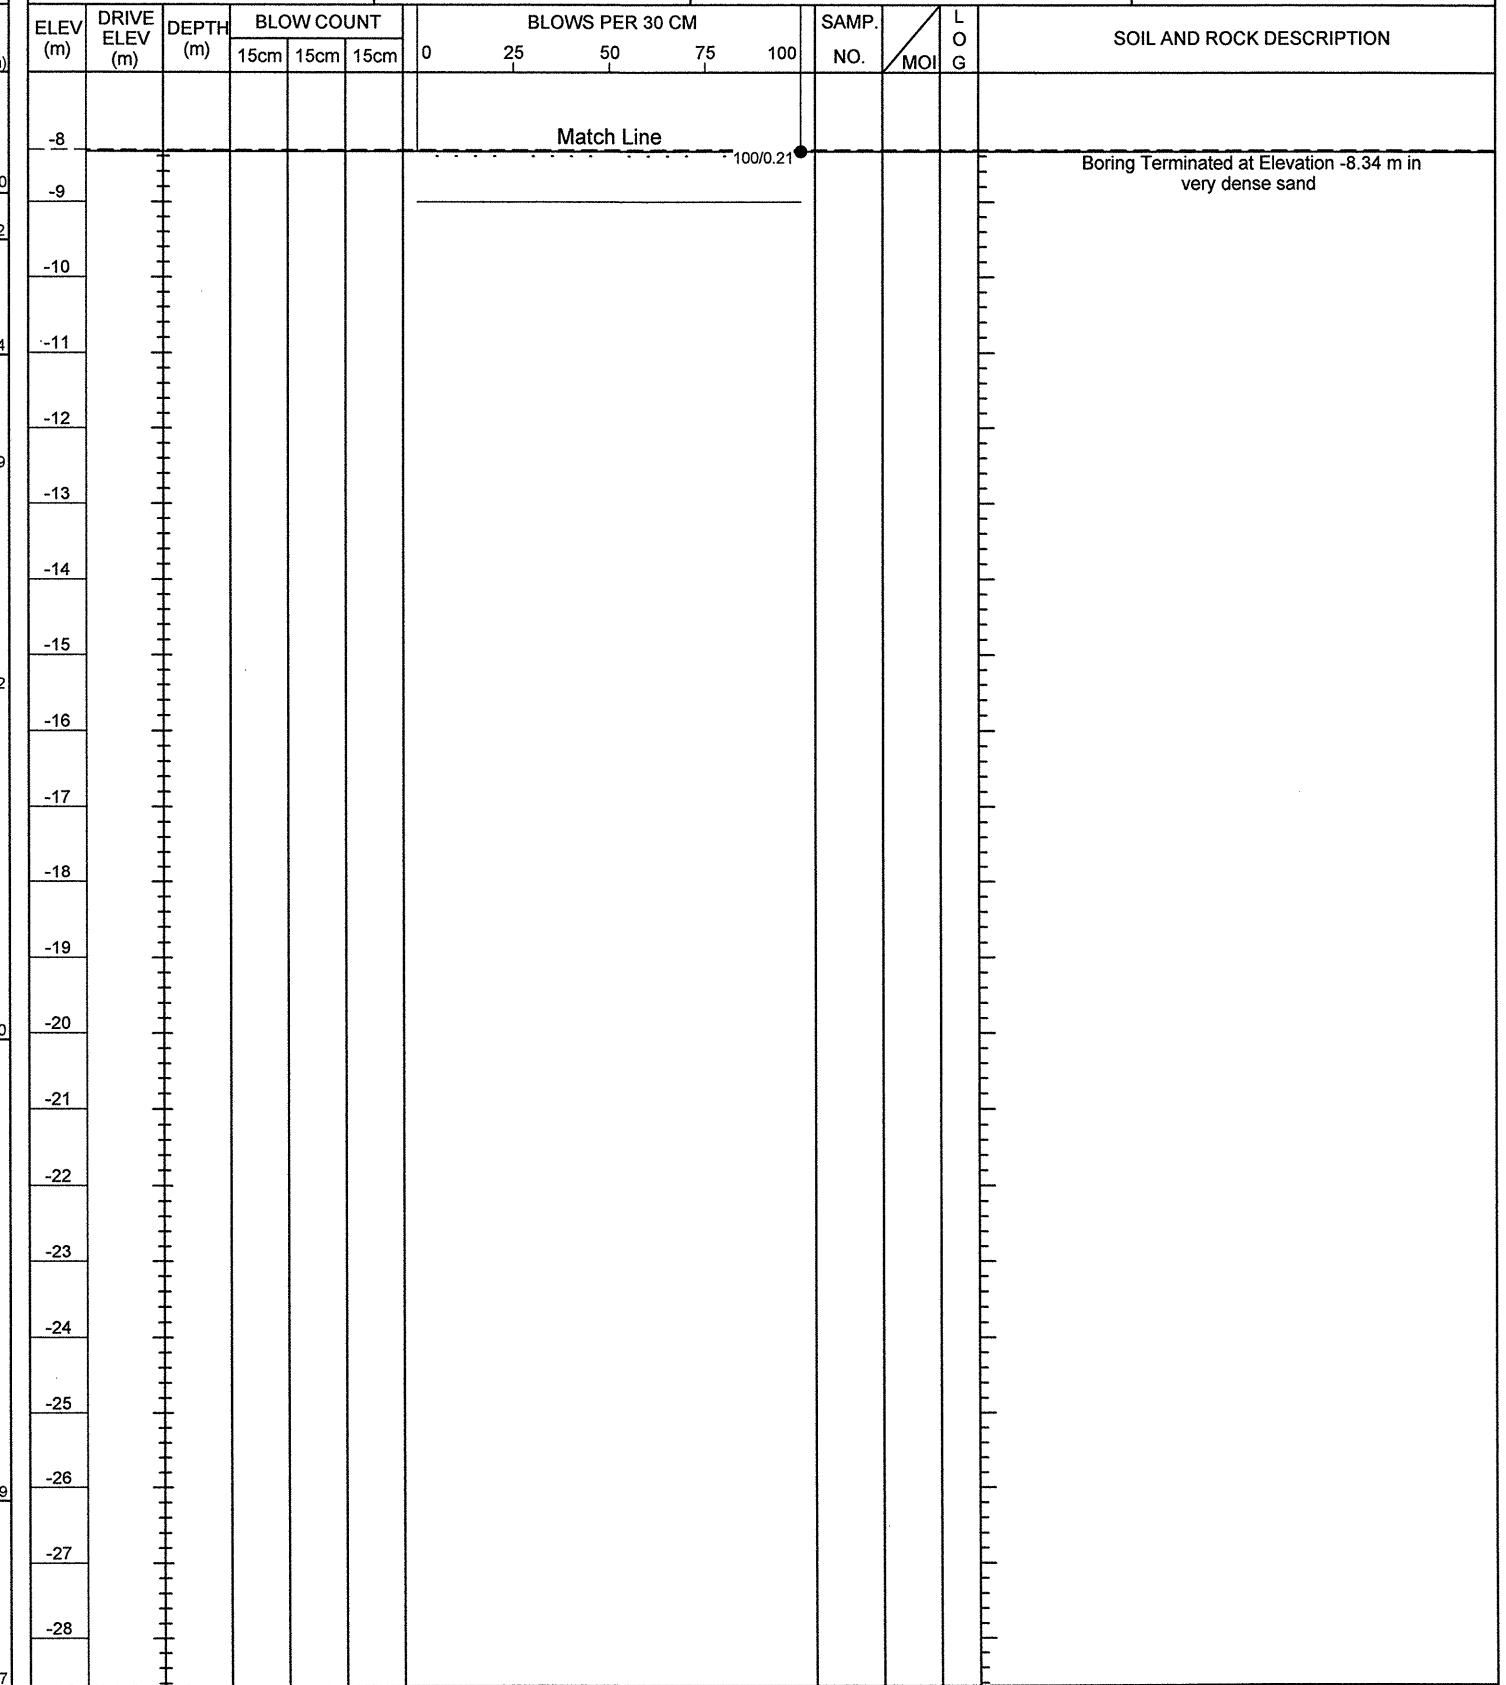 ELEV (m)
DRIVE ELEV (m)
DEPTH (m)
BLOW COUNT
15cm 15cm 15cm
BLOWS PER 30 CM
0 25 50 75 100
SAMP. NO.
MOI
L O G
SOIL AND ROCK DESCRIPTION
Match Line
-8
100/0.21
Boring Terminated at Elevation -8.34 m in
very dense sand
-9
-10
-11
-12
-13
-14
-15
-16
-17
-18
-19
-20
-21
-22
-23
-24
-25
-26
-27
-28